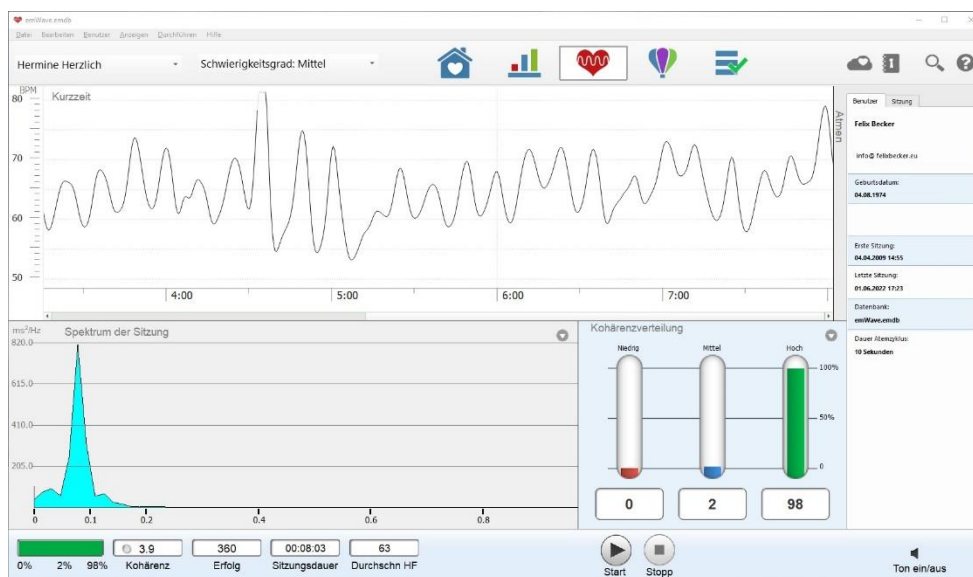 emWave.emdb
Datei Bearbeiten Benutzer Anzeigen Durchführen Hilfe
Hermine Herzlich
Schwierigkeitsgrad: Mittel
1
?
BPM
Kurzzeit
80
70
60
50
Atmen
4:00 5:00 6:00 7:00
Benutzer Sitzung
Felix Becker
info@ felixbecker.eu
Geburtsdatum:
04.08.1974
Erste Sitzung:
04.04.2009 14:55
Letzte Sitzung:
01.06.2022 17:23
Datenbank:
emWave.emdb
Dauer Atemzyklus:
10 Sekunden
ms²/Hz
Spektrum der Sitzung
820.0
615.0
410.0
205.0
0 0.1 0.2 0.4 0.6 0.8
Kohärenzverteilung
Niedrig Mittel Hoch
100%
50%
0
0 2 98
0% 2% 98%
3.9
Kohärenz
360
Erfolg
00:08:03
Sitzungsdauer
63
Durchschn HF
Start
Stopp
Ton ein/aus